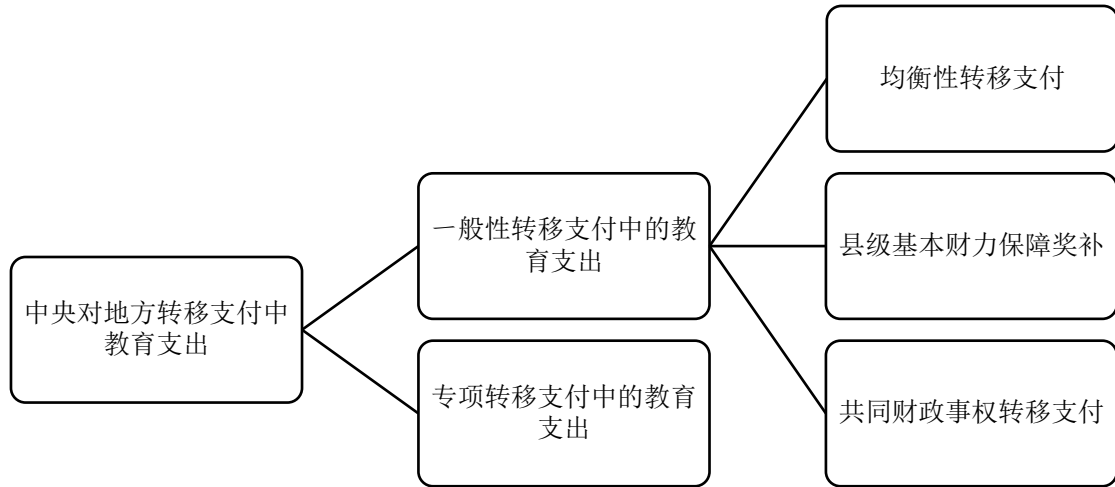 中央对地方转移支付中
教育支出
一般性转移支付中的教
育支出
专项转移支付中的教育
支出
均衡性转移支付
县级基本财力保障奖补
共同财政事权转移支付